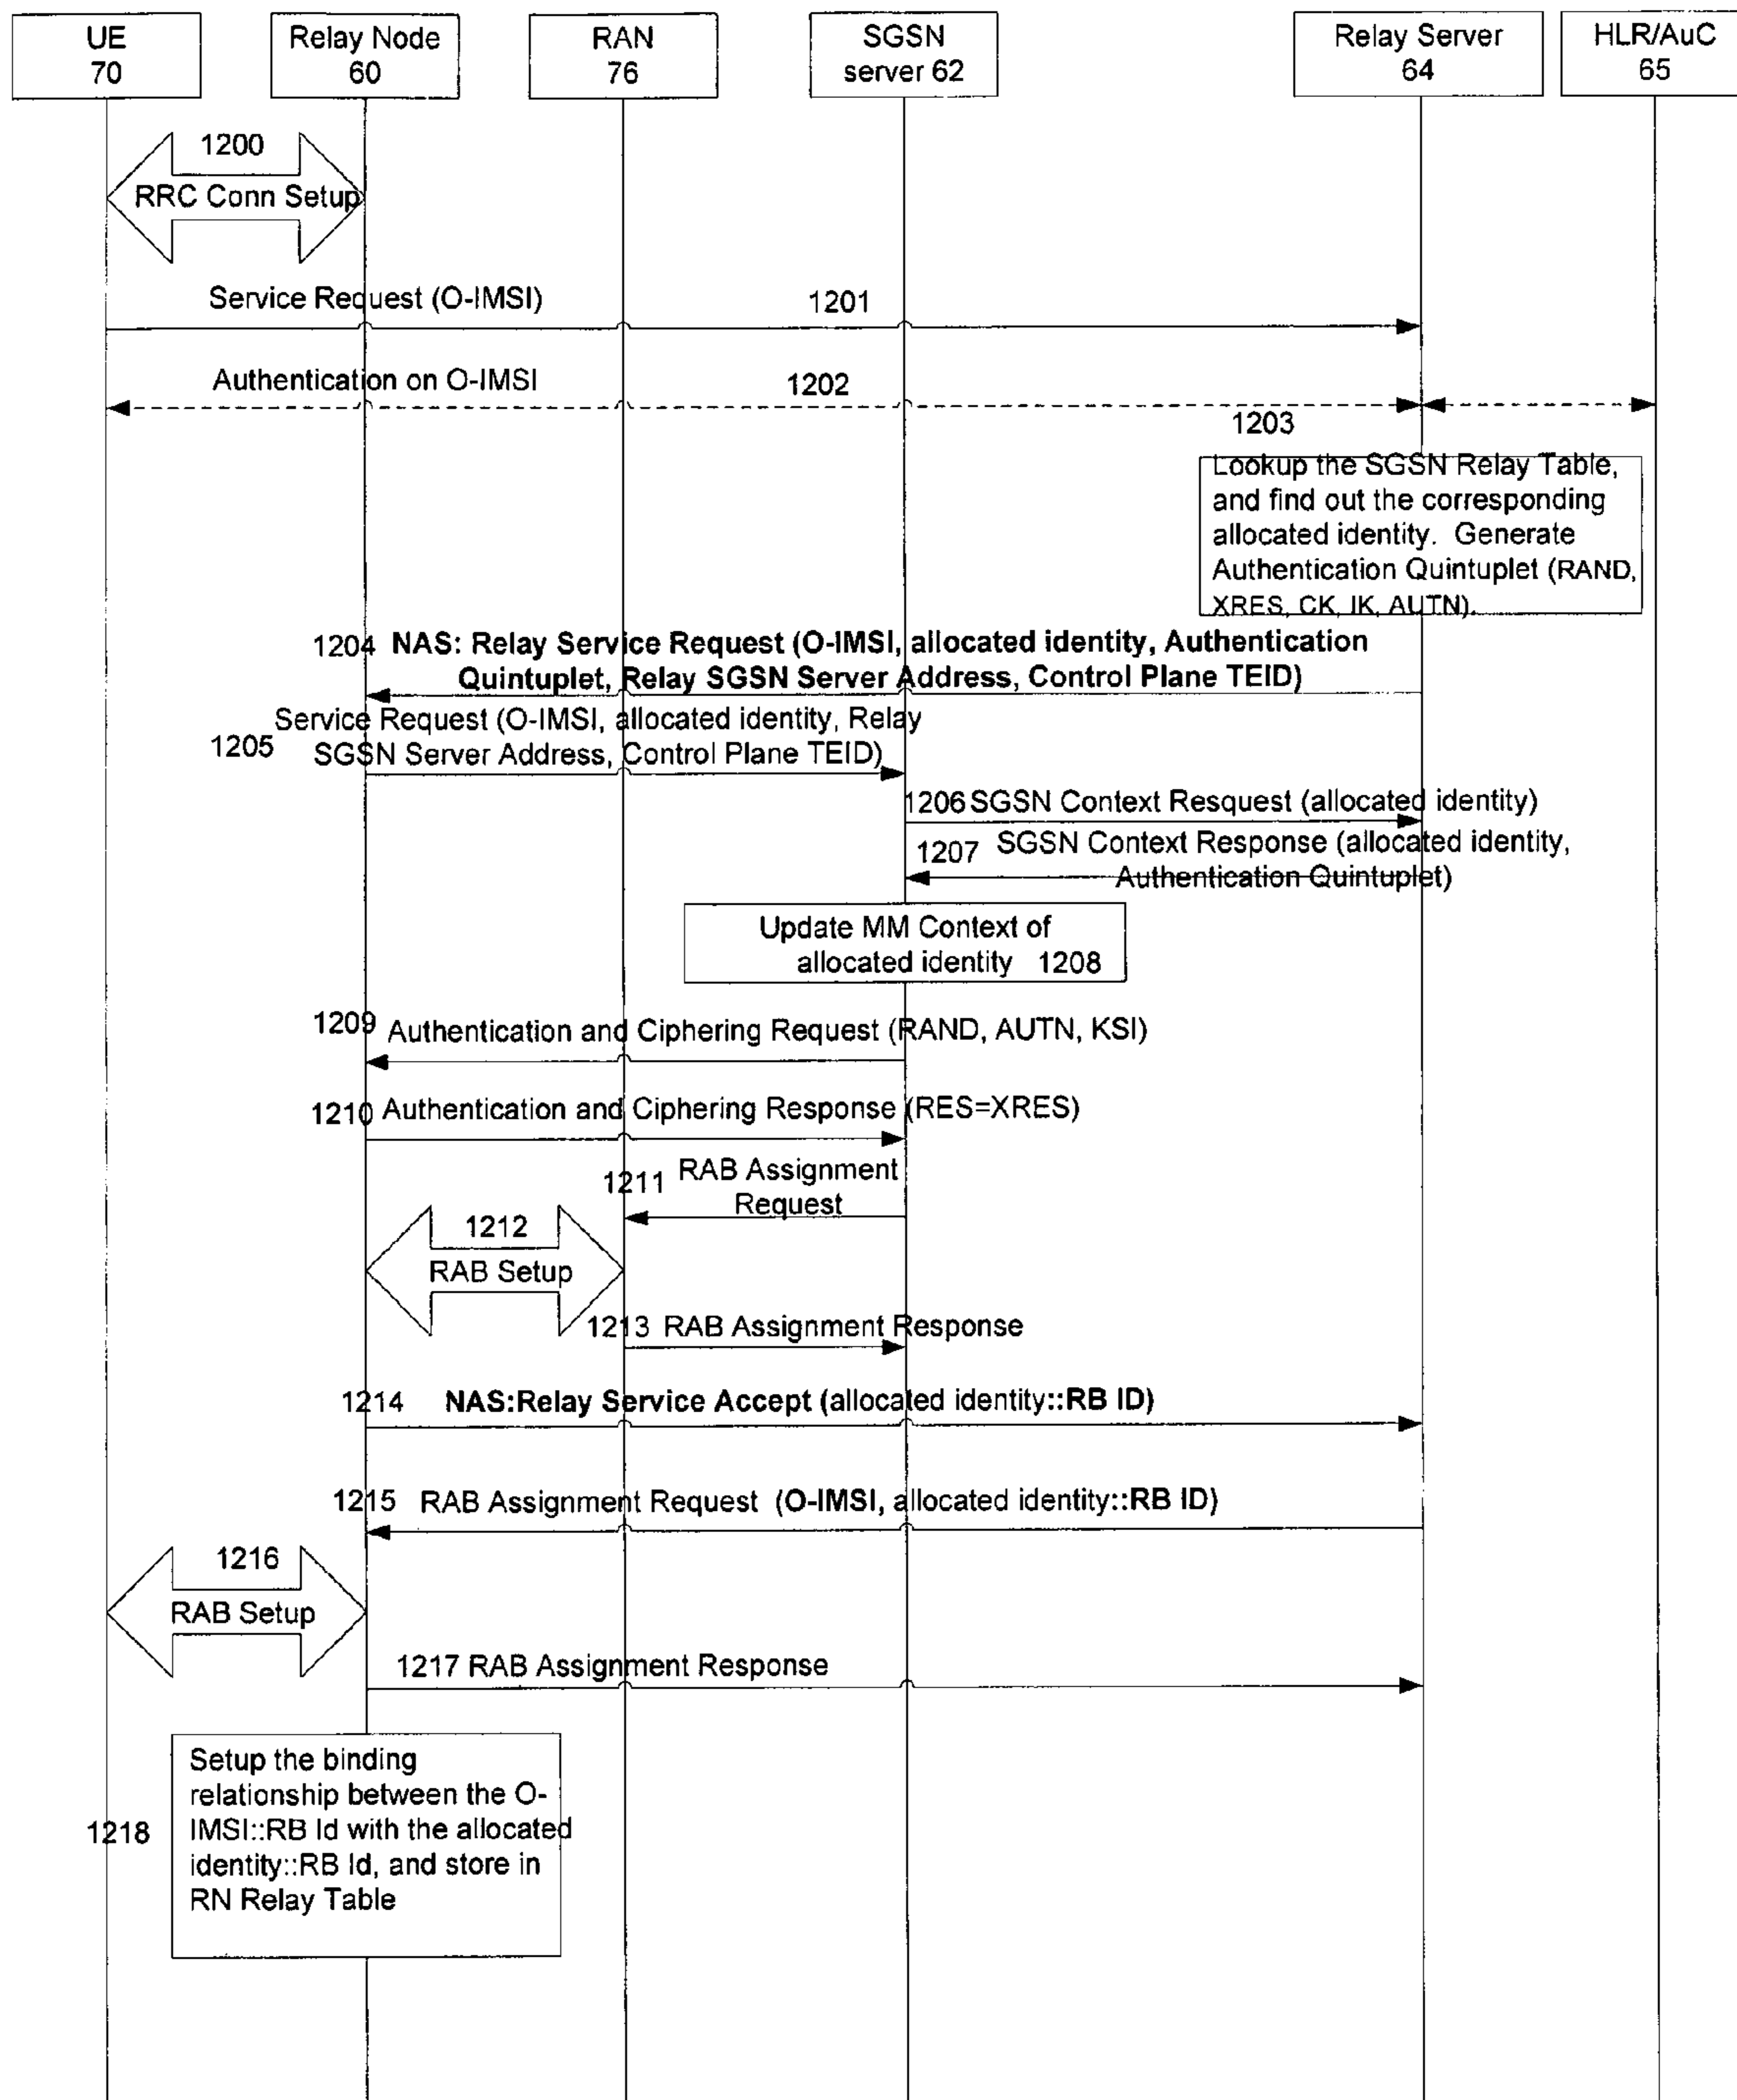 UE
70
Relay Node
60
RAN
76
SGSN
server 62
Relay Server
64
HLR/AuC
65
1200
RRC Conn Setup
Service Request (O-IMSI)
1201
Authentication on O-IMSI
1202
1203
Lookup the SGSN Relay Table,
and find out the corresponding
allocated identity. Generate
Authentication Quintuplet (RAND,
XRES, CK, IK, AUTN).
1204 NAS: Relay Service Request (O-IMSI, allocated identity, Authentication
Quintuplet, Relay SGSN Server Address, Control Plane TEID)
Service Request (O-IMSI, allocated identity, Relay
1205 SGSN Server Address, Control Plane TEID)
1206 SGSN Context Resquest (allocated identity)
1207 SGSN Context Response (allocated identity,
Authentication Quintuplet)
Update MM Context of
allocated identity 1208
1209 Authentication and Ciphering Request (RAND, AUTN, KSI)
1210 Authentication and Ciphering Response (RES=XRES)
1211 RAB Assignment
Request
1212
RAB Setup
1213 RAB Assignment Response
1214 NAS:Relay Service Accept (allocated identity::RB ID)
1215 RAB Assignment Request (O-IMSI, allocated identity::RB ID)
1216
RAB Setup
1217 RAB Assignment Response
Setup the binding
relationship between the O-
1218 IMSI::RB Id with the allocated
identity::RB Id, and store in
RN Relay Table